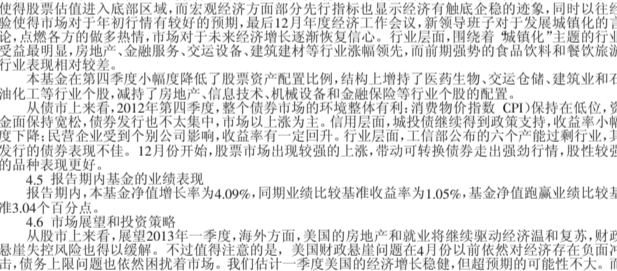 使得股票估值进入底部区域,而宏观经济方面部分先行指标也显示经济有触底企稳的迹象,同时以往经
验使得市场对于年初行情有较好的预期,最后12月年度经济工作会议,新领导班子对于发展城镇化的言
论,点燃各方的做多热情,市场对于未来经济增长逐渐恢复信心。行业层面,围绕着“城镇化”主题的行业
受益最明显,房地产、金融服务、交运设备、建筑建材等行业涨幅领先,而前期强势的食品饮料和餐饮旅游
行业表现相对较差。
本基金在第四季度小幅度降低了股票资产配置比例,结构上增持了医药生物、交运仓储、建筑业和石
油化工等行业个股,减持了房地产、信息技术、机械设备和金融保险等行业个股的配置。
从债市上来看,2012年第四季度,整个债券市场的环境整体有利;消费物价指数 CPI)保持在低位,资
金面保持宽松,债券发行也不太集中,市场以上涨为主。信用层面,城投债继续得到政策支持,收益率小幅
度下降;民营企业受到个别公司影响,收益率有一定回升。行业层面,工信部公布的六个产能过剩行业,其
发行的债券表现不佳。12月份开始,股票市场出现较强的上涨,带动可转换债券走出强劲行情,股性较强
的品种表现更好。
4.5 报告期内基金的业绩表现
报告期内,本基金净值增长率为4.09%,同期业绩比较基准收益率为1.05%,基金净值跑赢业绩比较基
准3.04个百分点。
4.6 市场展望和投资策略
从股市上来看,展望2013年一季度,海外方面,美国的房地产和就业将继续驱动经济温和复苏,财政
悬崖失控风险也得以缓解。不过值得注意的是,美国财政悬崖问题在4月份以前依然对经济存在负面冲
击,债务上限问题也依然困扰着市场。我们估计一季度美国的经济增长稳健,但超预期的可能性不大。而